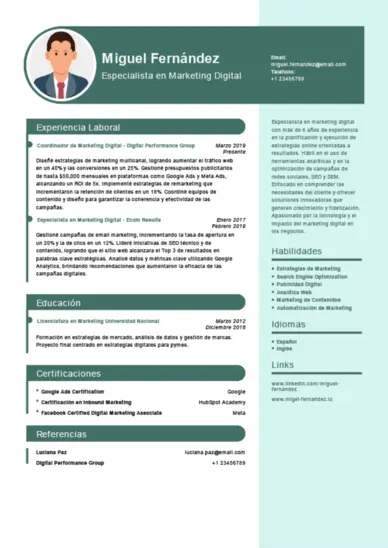 Miguel Fernández
Especialista en Marketing Digital
Email:
miguel.fernandez@email.com
Teléfono:
+1 23456789
Experiencia Laboral
Coordinador de Marketing Digital - Digital Performance Group
Marzo 2019
Presente
Diseñé estrategias de marketing multicanal, logrando aumentar el tráfico web
en un 40% y las conversiones en un 25%. Gestioné presupuestos publicitarios
de hasta $50,000 mensuales en plataformas como Google Ads y Meta Ads,
alcanzando un ROI de 5x. Implementé estrategias de remarketing que
incrementaron la retención de clientes en un 15%. Coordiné equipos de
contenido y diseño para garantizar la coherencia y efectividad de las
campañas.
Especialista en Marketing Digital - Ecom Results
Enero 2017
Febrero 2019
Gestioné campañas de email marketing, incrementando la tasa de apertura en
un 20% y la de clics en un 12%. Lideré iniciativas de SEO técnico y de
contenido, logrando que el sitio web alcanzara el Top 3 de resultados en
palabras clave estratégicas. Analicé datos y métricas clave utilizando Google
Analytics, brindando recomendaciones que aumentaron la eficacia de las
campañas digitales.
Educación
Licenciatura en Marketing Universidad Nacional
Marzo 2012
Diciembre 2016
Formación en estrategias de mercado, análisis de datos y gestión de marcas.
Proyecto final centrado en estrategias digitales para pymes.
Certificaciones
* Google Ads Certification Google
* Certificación en Inbound Marketing HubSpot Academy
* Facebook Certified Digital Marketing Associate Meta
Referencias
Luciana Paz luciana.paz@email.com
Digital Performance Group +1 23456789
Especialista en marketing digital
con más de 6 años de experiencia
en la planificación y ejecución de
estrategias online orientadas a
resultados. Hábil en el uso de
herramientas analíticas y en la
optimización de campañas de
redes sociales, SEO y SEM.
Enfocado en comprender las
necesidades del cliente y ofrecer
soluciones innovadoras que
generan crecimiento y fidelización.
Apasionado por la tecnología y el
impacto del marketing digital en
los negocios.
Habilidades
• Estrategias de Marketing
• Search Engine Optimization
• Publicidad Digital
• Analítica Web
• Marketing de Contenidos
• Automatización de Marketing
Idiomas
• Español
• Inglés
Links
www.linkedin.com/miguel-
fernandez